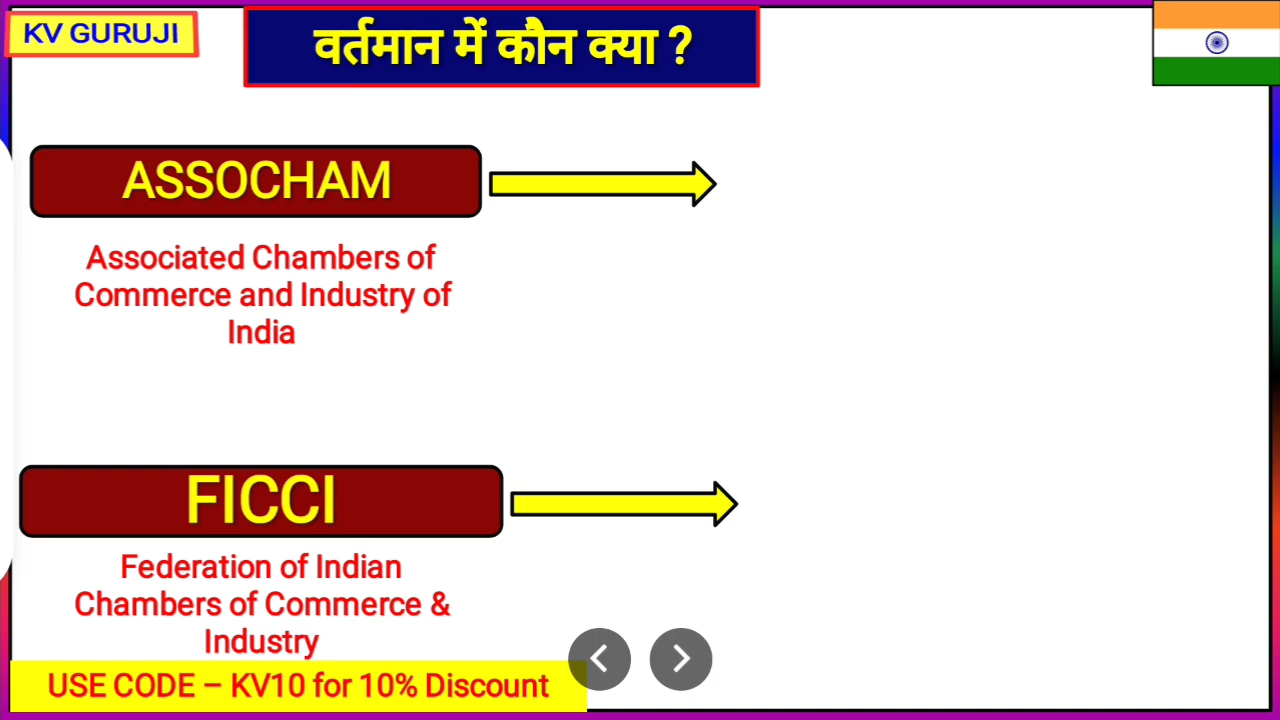 KV GURUJI
वर्तमान में कौन क्या ?
ASSOCHAM
Associated Chambers of
Commerce and Industry of
India
FICCI
Federation of Indian
Chambers of Commerce &
Industry
USE CODE – KV10 for 10% Discount